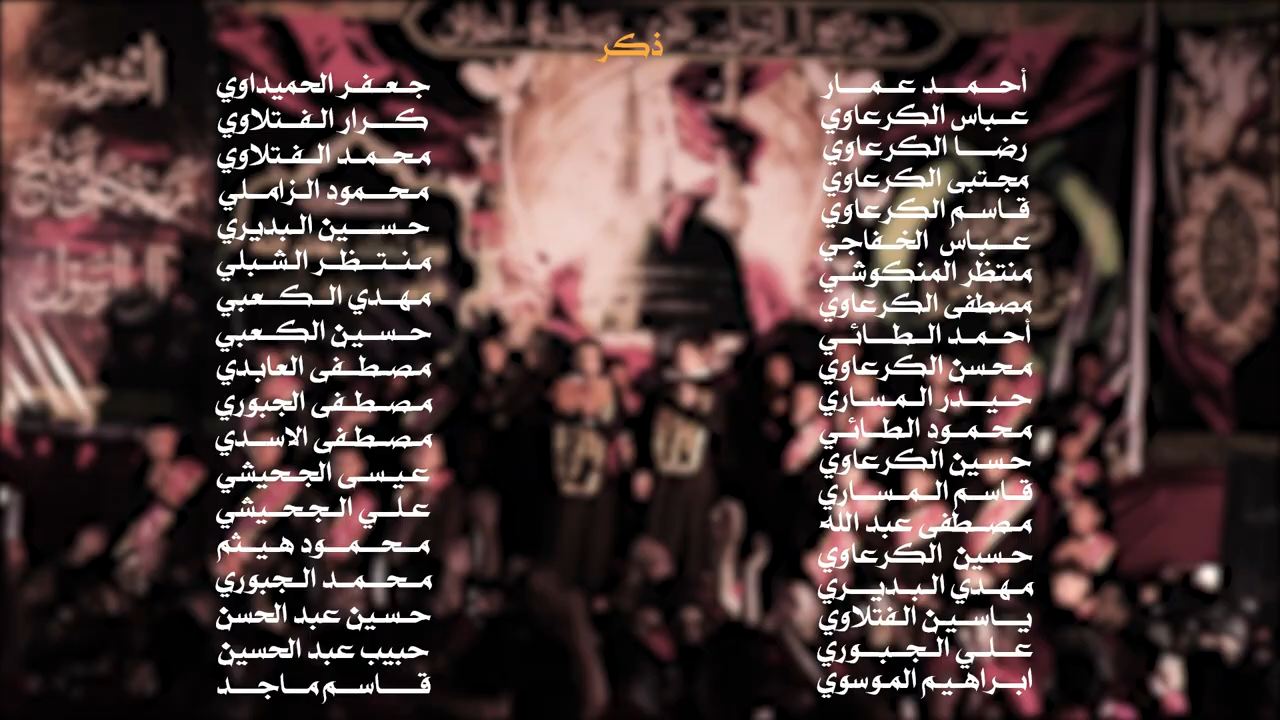 ذكر
أحمد عمار
عباس الكرعاوي
رضا الكرعاوي
مجتبى الكرعاوي
قاسم الكرعاوي
عباس الخفاجي
منتظر المنكوشي
مصطفى الكرعاوي
أحمد الطائي
محسن الكرعاوي
حيدر المساري
محمود الطائي
حسين الكرعاوي
قاسم المساري
مصطفى عبد الله
حسين الكرعاوي
مهدي البديري
ياسين الفتلاوي
علي الجبوري
ابراهيم الموسوي
جعفر الحميداوي
كرار الفتلاوي
محمد الفتلاوي
محمود الزاملي
حسين البديري
منتظر الشبلي
مهدي الكعبي
حسين الكعبي
مصطفى العابدي
مصطفى الجبوري
مصطفى الاسدي
عيسى الجحيشي
علي الجحيشي
محمود هيثم
محمد الجبوري
حسين عبد الحسن
حبيب عبد الحسين
قاسم ماجد